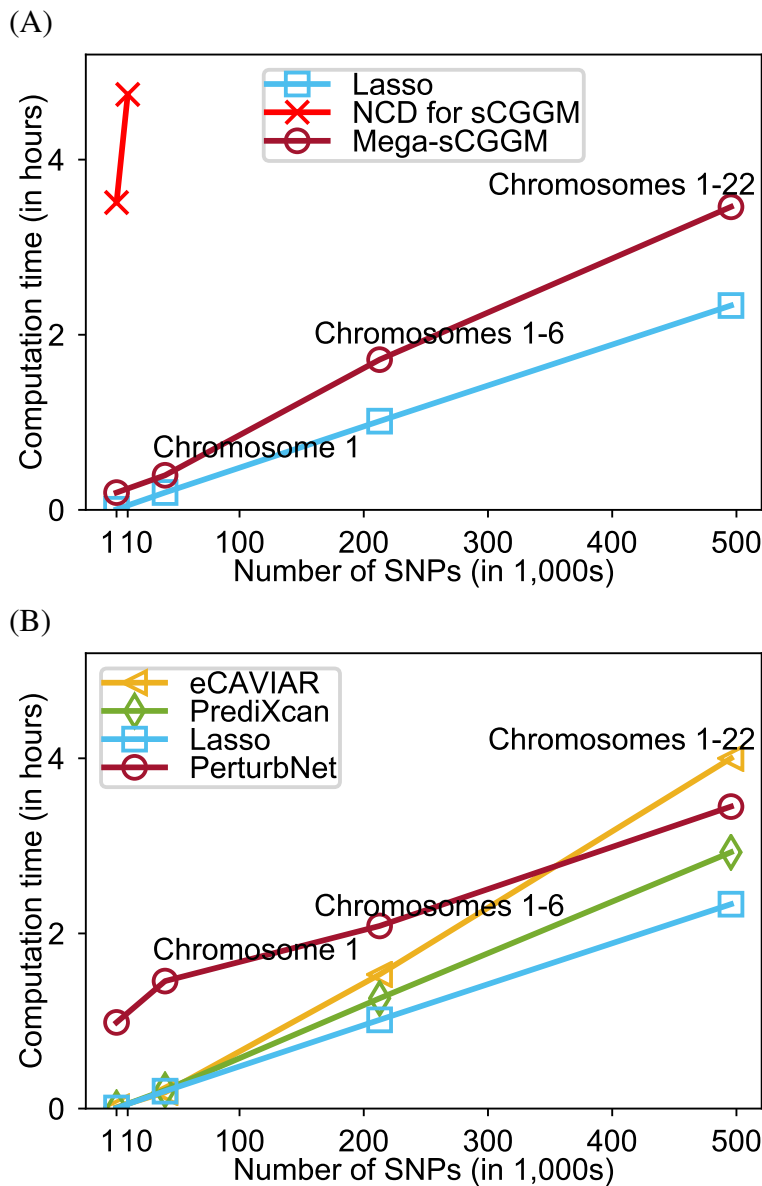 (A)
Computation time (in hours)
Lasso
NCD for sCGGM
Mega-sCGGM
4
2
0
Chromosomes 1-22
Chromosomes 1-6
Chromosome 1
1 10 100 200 300 400 500
Number of SNPs (in 1,000s)
(B)
Computation time (in hours)
eCAVIAR
PrediXcan
Lasso
PerturbNet
4
2
0
Chromosomes 1-22
Chromosomes 1-6
Chromosome 1
1 10 100 200 300 400 500
Number of SNPs (in 1,000s)